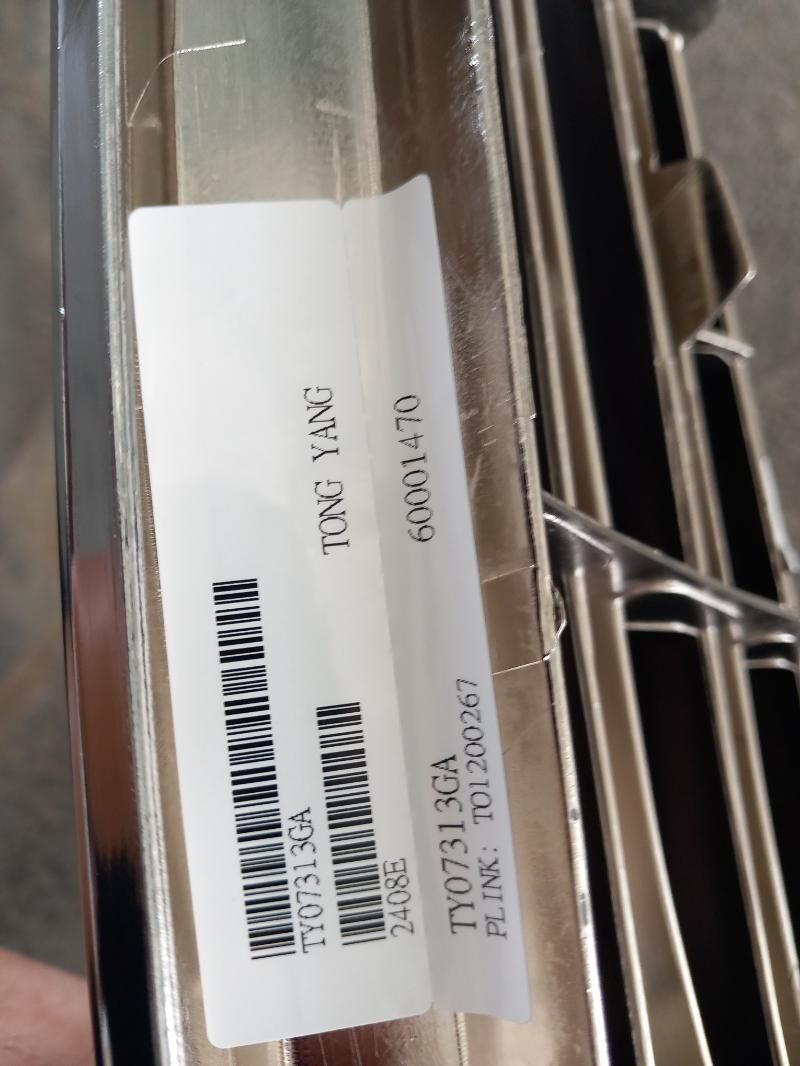 TY07313GA
TONG YANG
2408E
60001470
TY07313GA
PLINK: TO1200267